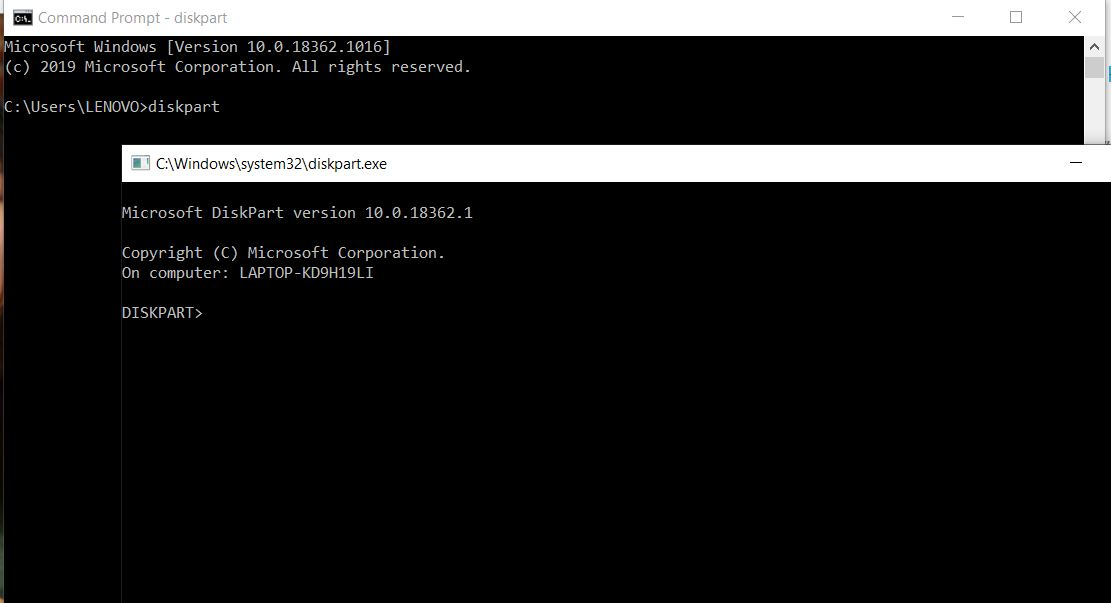 Command Prompt - diskpart
Microsoft Windows [Version 10.0.18362.1016]
(c) 2019 Microsoft Corporation. All rights reserved.
C:\Users\LENOVO>diskpart
C:\Windows\system32\diskpart.exe
Microsoft DiskPart version 10.0.18362.1
Copyright (C) Microsoft Corporation.
On computer: LAPTOP-KD9H19LI
DISKPART>